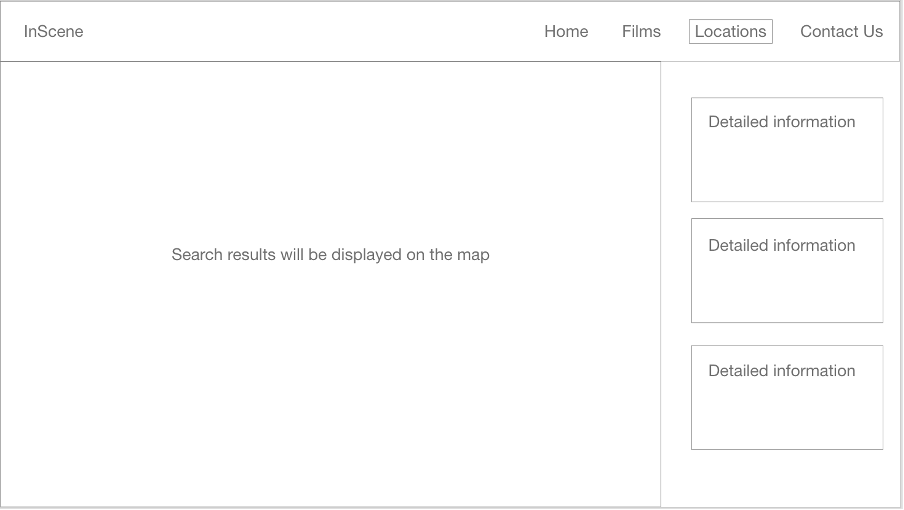 InScene
Home
Films
Locations
Contact Us
Search results will be displayed on the map
Detailed information
Detailed information
Detailed information